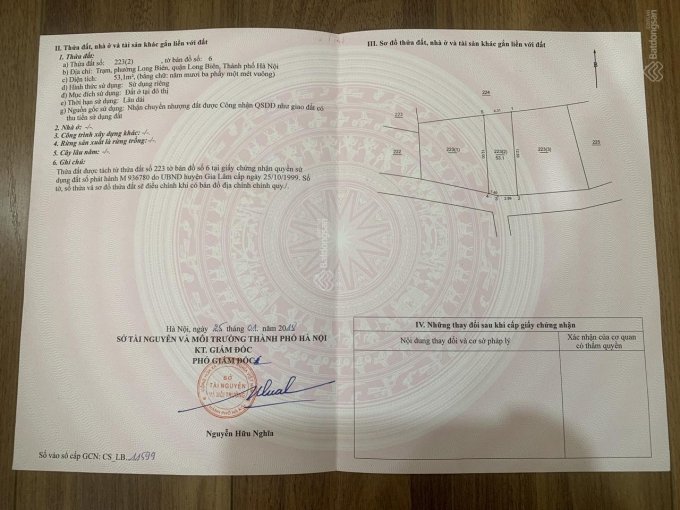 II. Thửa đất, nhà ở và tài sản khác gắn liền với đất
1. Thửa đất:
a) Thửa đất số: 223(2) , tờ bản đồ số: 6
b) Địa chỉ: Trạm, phường Long Biên, quận Long Biên, Thành phố Hà Nội
c) Diện tích: 53,1m², (bằng chữ: năm mươi ba phẩy một mét vuông)
d) Hình thức sử dụng: Sử dụng riêng
đ) Mục đích sử dụng: Đất ở tại đô thị
e) Thời hạn sử dụng: Lâu dài
g) Nguồn gốc sử dụng: Nhận chuyển nhượng đất được Công nhận QSDĐ như giao đất có
thu tiền sử dụng đất
2. Nhà ở: -/-
3. Công trình xây dựng khác: -/-.
4. Rừng sản xuất là rừng trồng: -/-.
5. Cây lâu năm: -/-.
6. Ghi chú:
Thửa đất được tách từ thửa đất số 223 tờ bản đồ số 6 tại giấy chứng nhận quyền sử
dụng đất số phát hành M 936780 do UBND huyện Gia Lâm cấp ngày 25/10/1999. Số
tờ, số thửa và sơ đồ thửa đất sẽ điều chỉnh khi có bản đồ địa chính chính quy./.
Hà Nội, ngày 25 tháng 01 năm 2018
SỞ TÀI NGUYÊN VÀ MÔI TRƯỜNG THÀNH PHỐ HÀ NỘI
KT. GIÁM ĐỐC
PHÓ GIÁM ĐỐC
SỞ
TÀI NGUYÊN
VÀ MÔI TRƯỜNG
Nguyễn Hữu Nghĩa
Số vào sổ cấp GCN: CS_LB.11599
III. Sơ đồ thửa đất, nhà ở và tài sản khác gắn liền với đất
B
224
223
222
223(1)
223(2)
53.1
223(3)
225
IV. Những thay đổi sau khi cấp giấy chứng nhận
Nội dung thay đổi và cơ sở pháp lý
Xác nhận của cơ quan
có thẩm quyền
Batdongsan
Batdongsan
Batdongsan